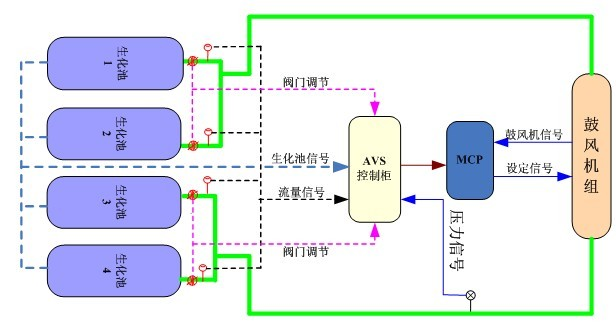 生化池
1
生化池
2
生化池
3
生化池
4
阀门调节
生化池信号
流量信号
阀门调节
AVS
控制柜
MCP
鼓风机信号
设定信号
压力信号
鼓风机组